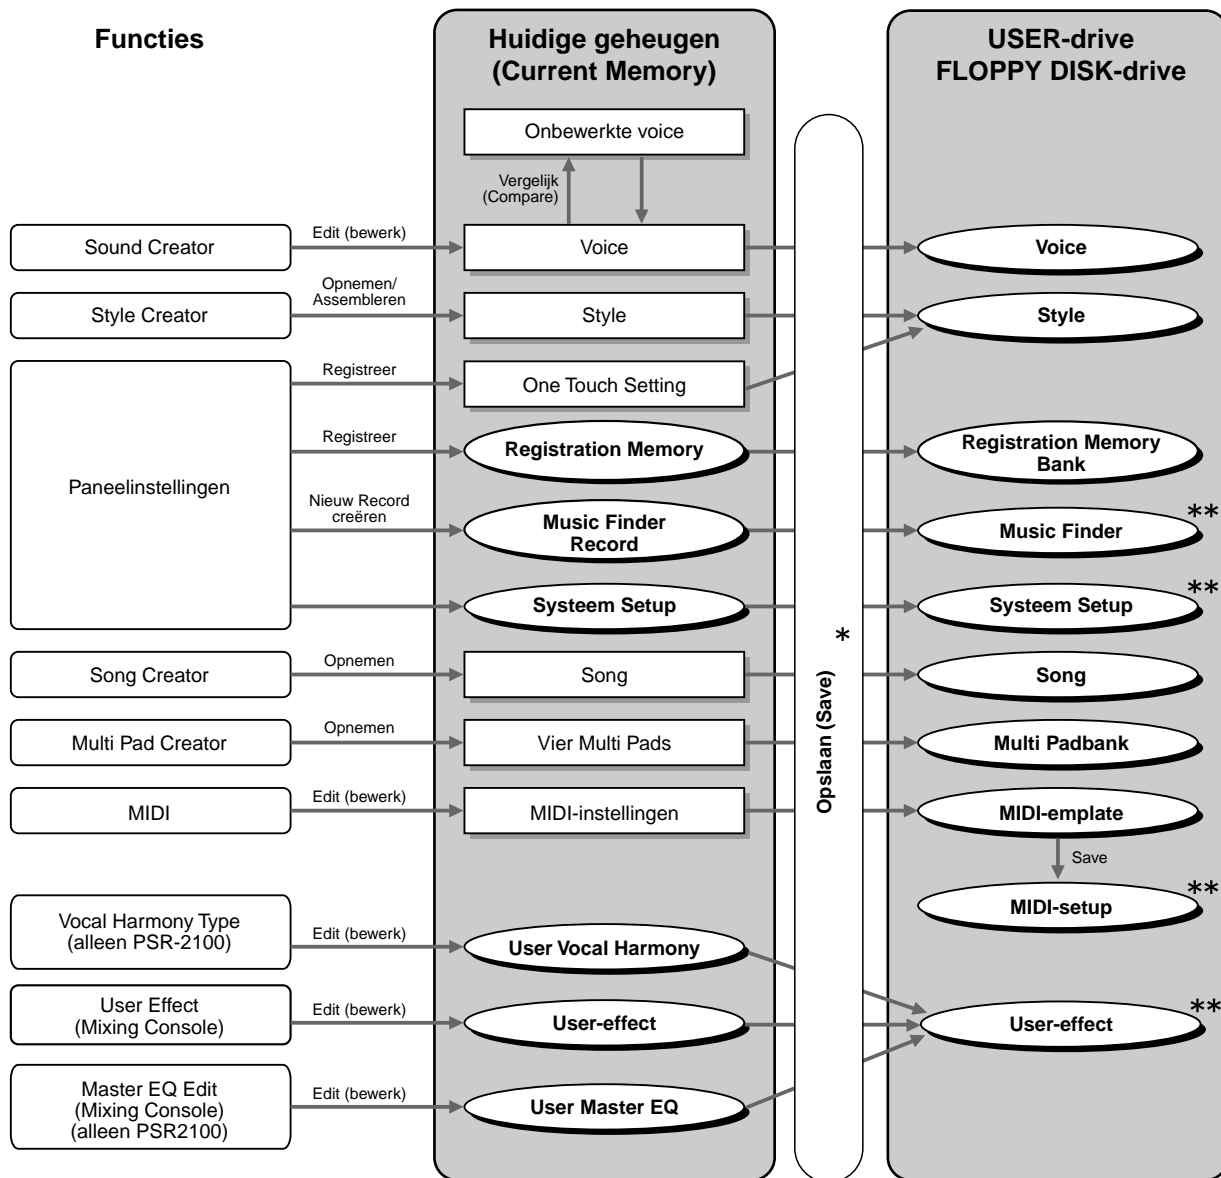 Functies
Huidige geheugen
(Current Memory)
USER-drive
FLOPPY DISK-drive
Onbewerkte voice
Vergelijk
(Compare)
Sound Creator
Edit (bewerk)
Voice
Voice
Style Creator
Opnemen/
Assembleren
Style
Style
Paneelinstellingen
Registreer
One Touch Setting
Registreer
Registration Memory
Registration Memory
Bank
Nieuw Record
creëren
Music Finder
Record
Music Finder
**
Systeem Setup
Systeem Setup
**
Opslaan (Save)
*
Song Creator
Opnemen
Song
Song
Multi Pad Creator
Opnemen
Vier Multi Pads
Multi Padbank
MIDI
Edit (bewerk)
MIDI-instellingen
MIDI-emplate
Save
MIDI-setup
**
Vocal Harmony Type
(alleen PSR-2100)
Edit (bewerk)
User Vocal Harmony
User Effect
(Mixing Console)
Edit (bewerk)
User-effect
User-effect
**
Master EQ Edit
(Mixing Console)
(alleen PSR2100)
Edit (bewerk)
User Master EQ